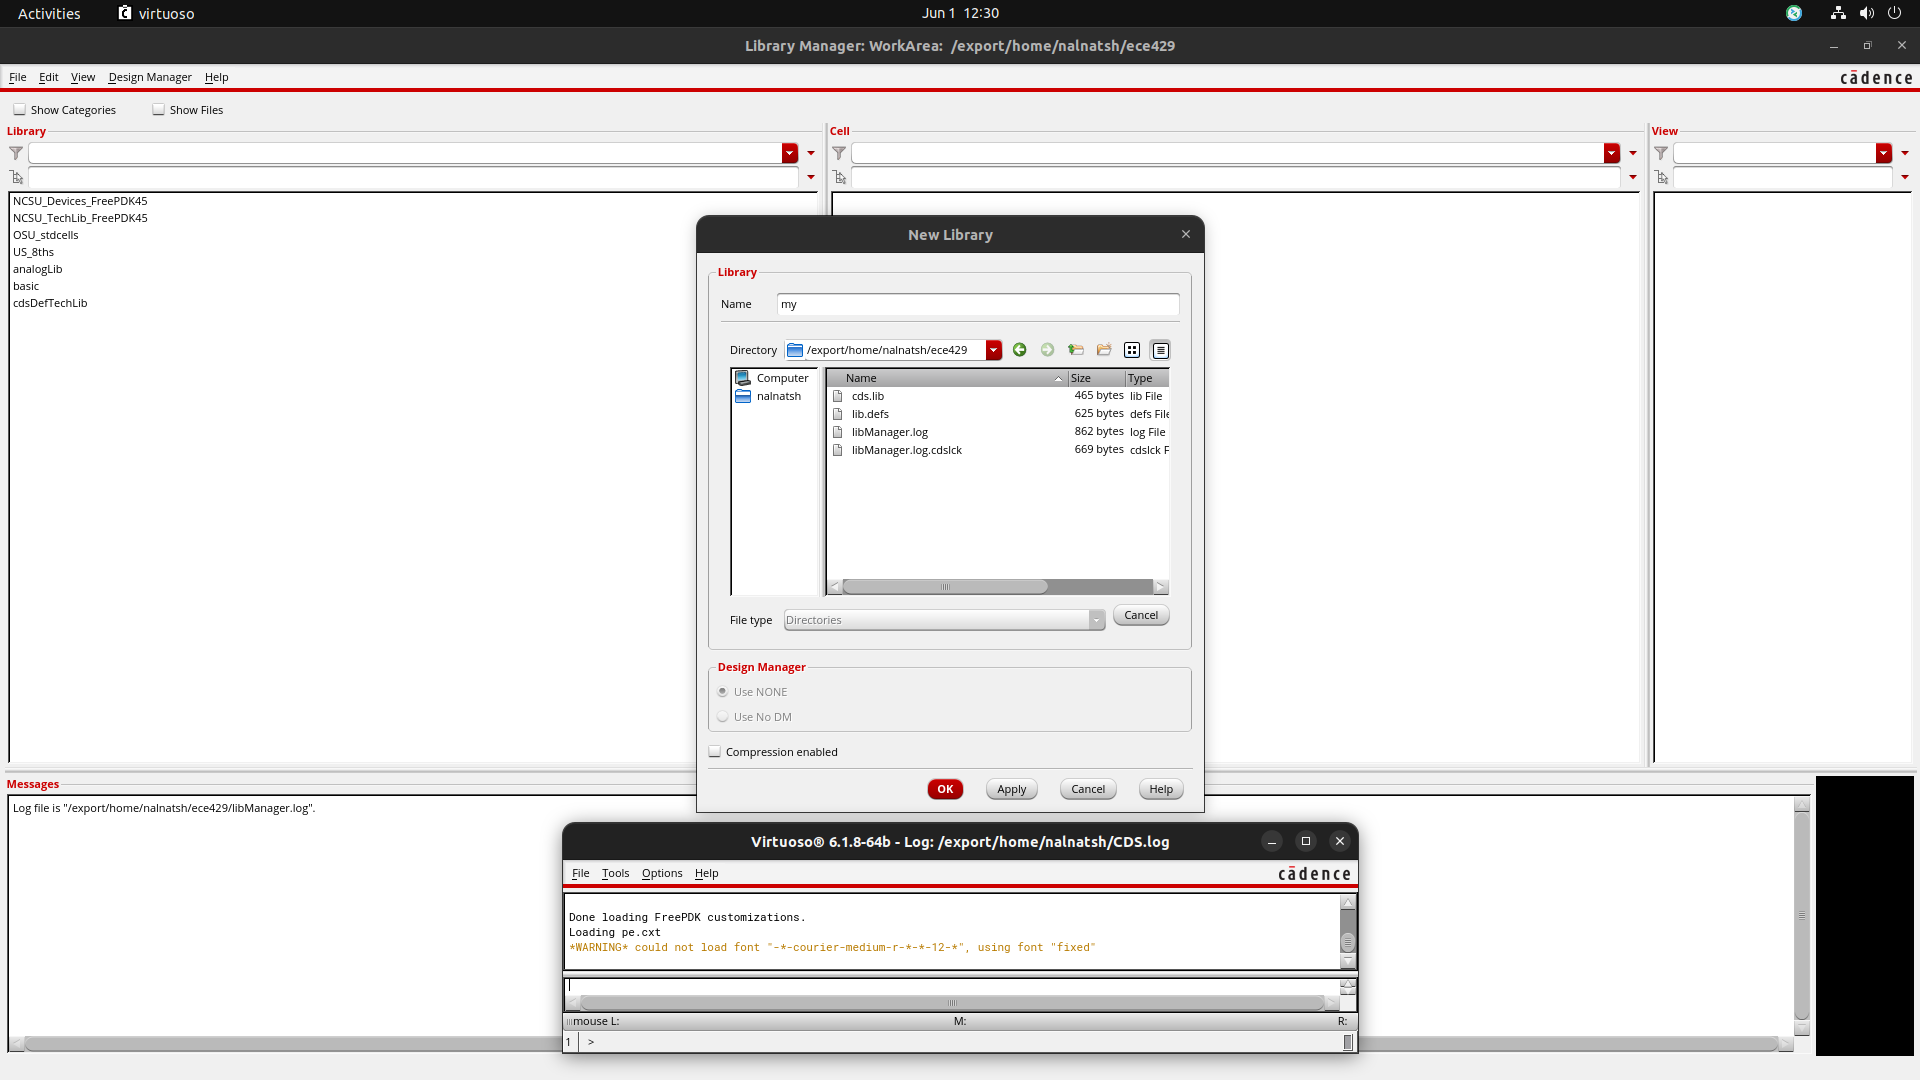 Activities
virtuoso
Jun 1 12:30
Library Manager: WorkArea: /export/home/nalnatsh/ece429
File Edit View Design Manager Help
cādence
Show Categories
Show Files
Library
Cell
View
NCSU_Devices_FreePDK45
NCSU_TechLib_FreePDK45
OSU_stdcells
US_8ths
analogLib
basic
cdsDefTechLib
New Library
Library
Name my
Directory /export/home/nalnatsh/ece429
Computer
nalnatsh
Name Size Type
cds.lib 465 bytes lib File
lib.defs 625 bytes defs File
libManager.log 862 bytes log File
libManager.log.cdslck 669 bytes cdslck F
File type Directories Cancel
Design Manager
Use NONE
Use No DM
Compression enabled
OK Apply Cancel Help
Messages
Log file is "/export/home/nalnatsh/ece429/libManager.log".
Virtuoso® 6.1.8-64b - Log: /export/home/nalnatsh/CDS.log
File Tools Options Help
cādence
Done loading FreePDK customizations.
Loading pe.cxt
*WARNING* could not load font "-*-courier-medium-r-*-*-12-*", using font "fixed"
mouse L: M: R:
1 >